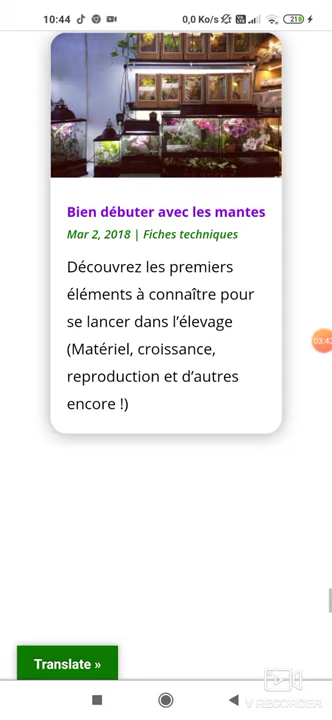 10:44
0,0 Ko/s
21
Bien débuter avec les mantes
Mar 2, 2018 | Fiches techniques
Découvrez les premiers
éléments à connaître pour
se lancer dans l'élevage
(Matériel, croissance,
reproduction et d'autres
encore !)
Translate »
V RECORDER